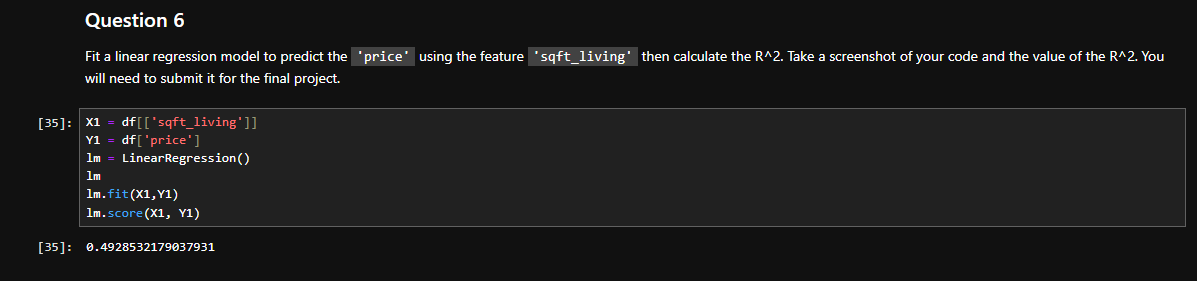 Question 6
Fit a linear regression model to predict the 'price' using the feature 'sqft_living' then calculate the R^2. Take a screenshot of your code and the value of the R^2. You
will need to submit it for the final project.
[35]: X1 = df[['sqft_living']]
Y1 = df['price']
lm = LinearRegression()
lm
lm.fit(X1,Y1)
lm.score(X1, Y1)
[35]: 0.4928532179037931